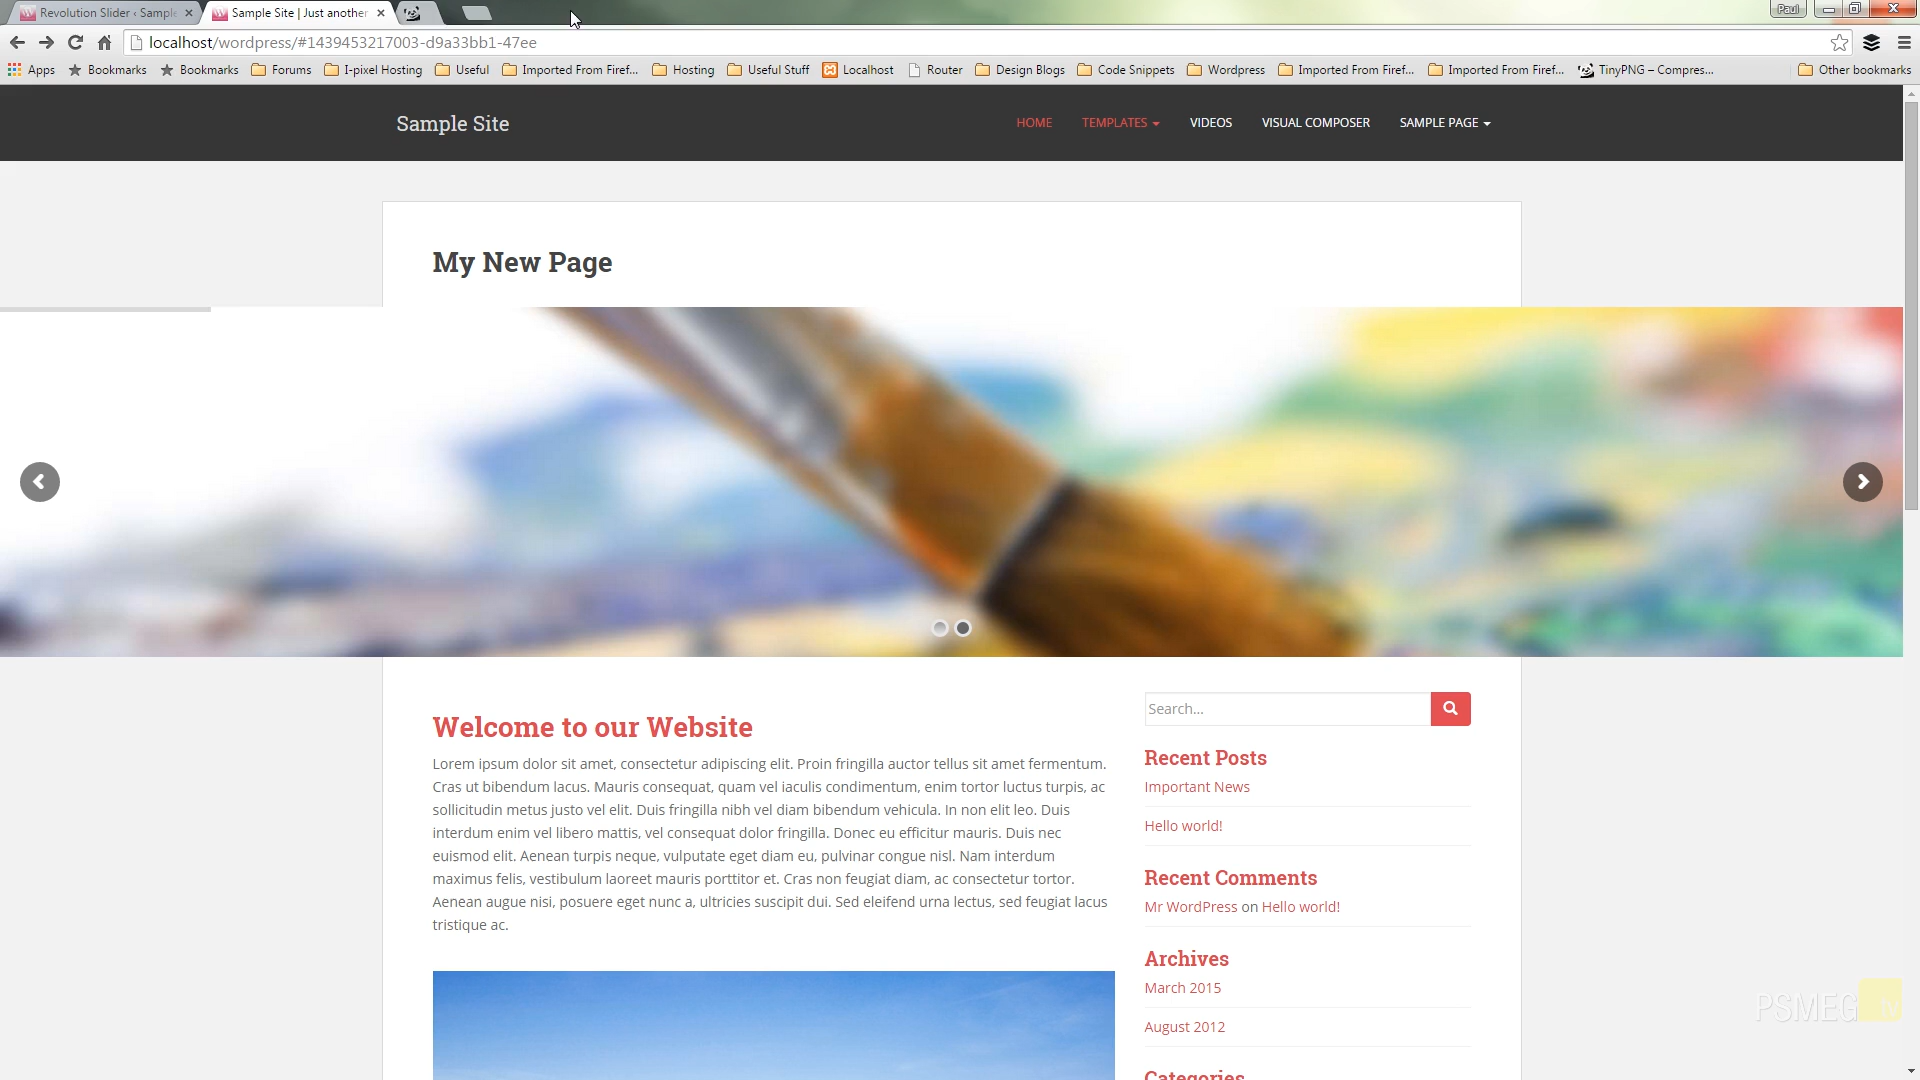 Revolution Slider ‹ Sampl
Sample Site | Just another
Paul
localhost/wordpress/#1439453217003-d9a33bb1-47ee
Apps Bookmarks Bookmarks Forums I-pixel Hosting Useful Imported From Firef... Hosting Useful Stuff Localhost Router Design Blogs Code Snippets Wordpress Imported From Firef... Imported From Firef... TinyPNG – Compres... Other bookmarks
Sample Site
HOME TEMPLATES VIDEOS VISUAL COMPOSER SAMPLE PAGE
My New Page
Welcome to our Website
Lorem ipsum dolor sit amet, consectetur adipiscing elit. Proin fringilla auctor tellus sit amet fermentum.
Cras ut bibendum lacus. Mauris consequat, quam vel iaculis condimentum, enim tortor luctus turpis, ac
sollicitudin metus justo vel elit. Duis fringilla nibh vel diam bibendum vehicula. In non elit leo. Duis
interdum enim vel libero mattis, vel consequat dolor fringilla. Donec eu efficitur mauris. Duis nec
euismod elit. Aenean turpis neque, vulputate eget diam eu, pulvinar congue nisl. Nam interdum
maximus felis, vestibulum laoreet mauris porttitor et. Cras non feugiat diam, ac consectetur tortor.
Aenean augue nisi, posuere eget nunc a, ultricies suscipit dui. Sed eleifend urna lectus, sed feugiat lacus
tristique ac.
Search...
Recent Posts
Important News
Hello world!
Recent Comments
Mr WordPress on Hello world!
Archives
March 2015
August 2012
Categories
PSMEG tv